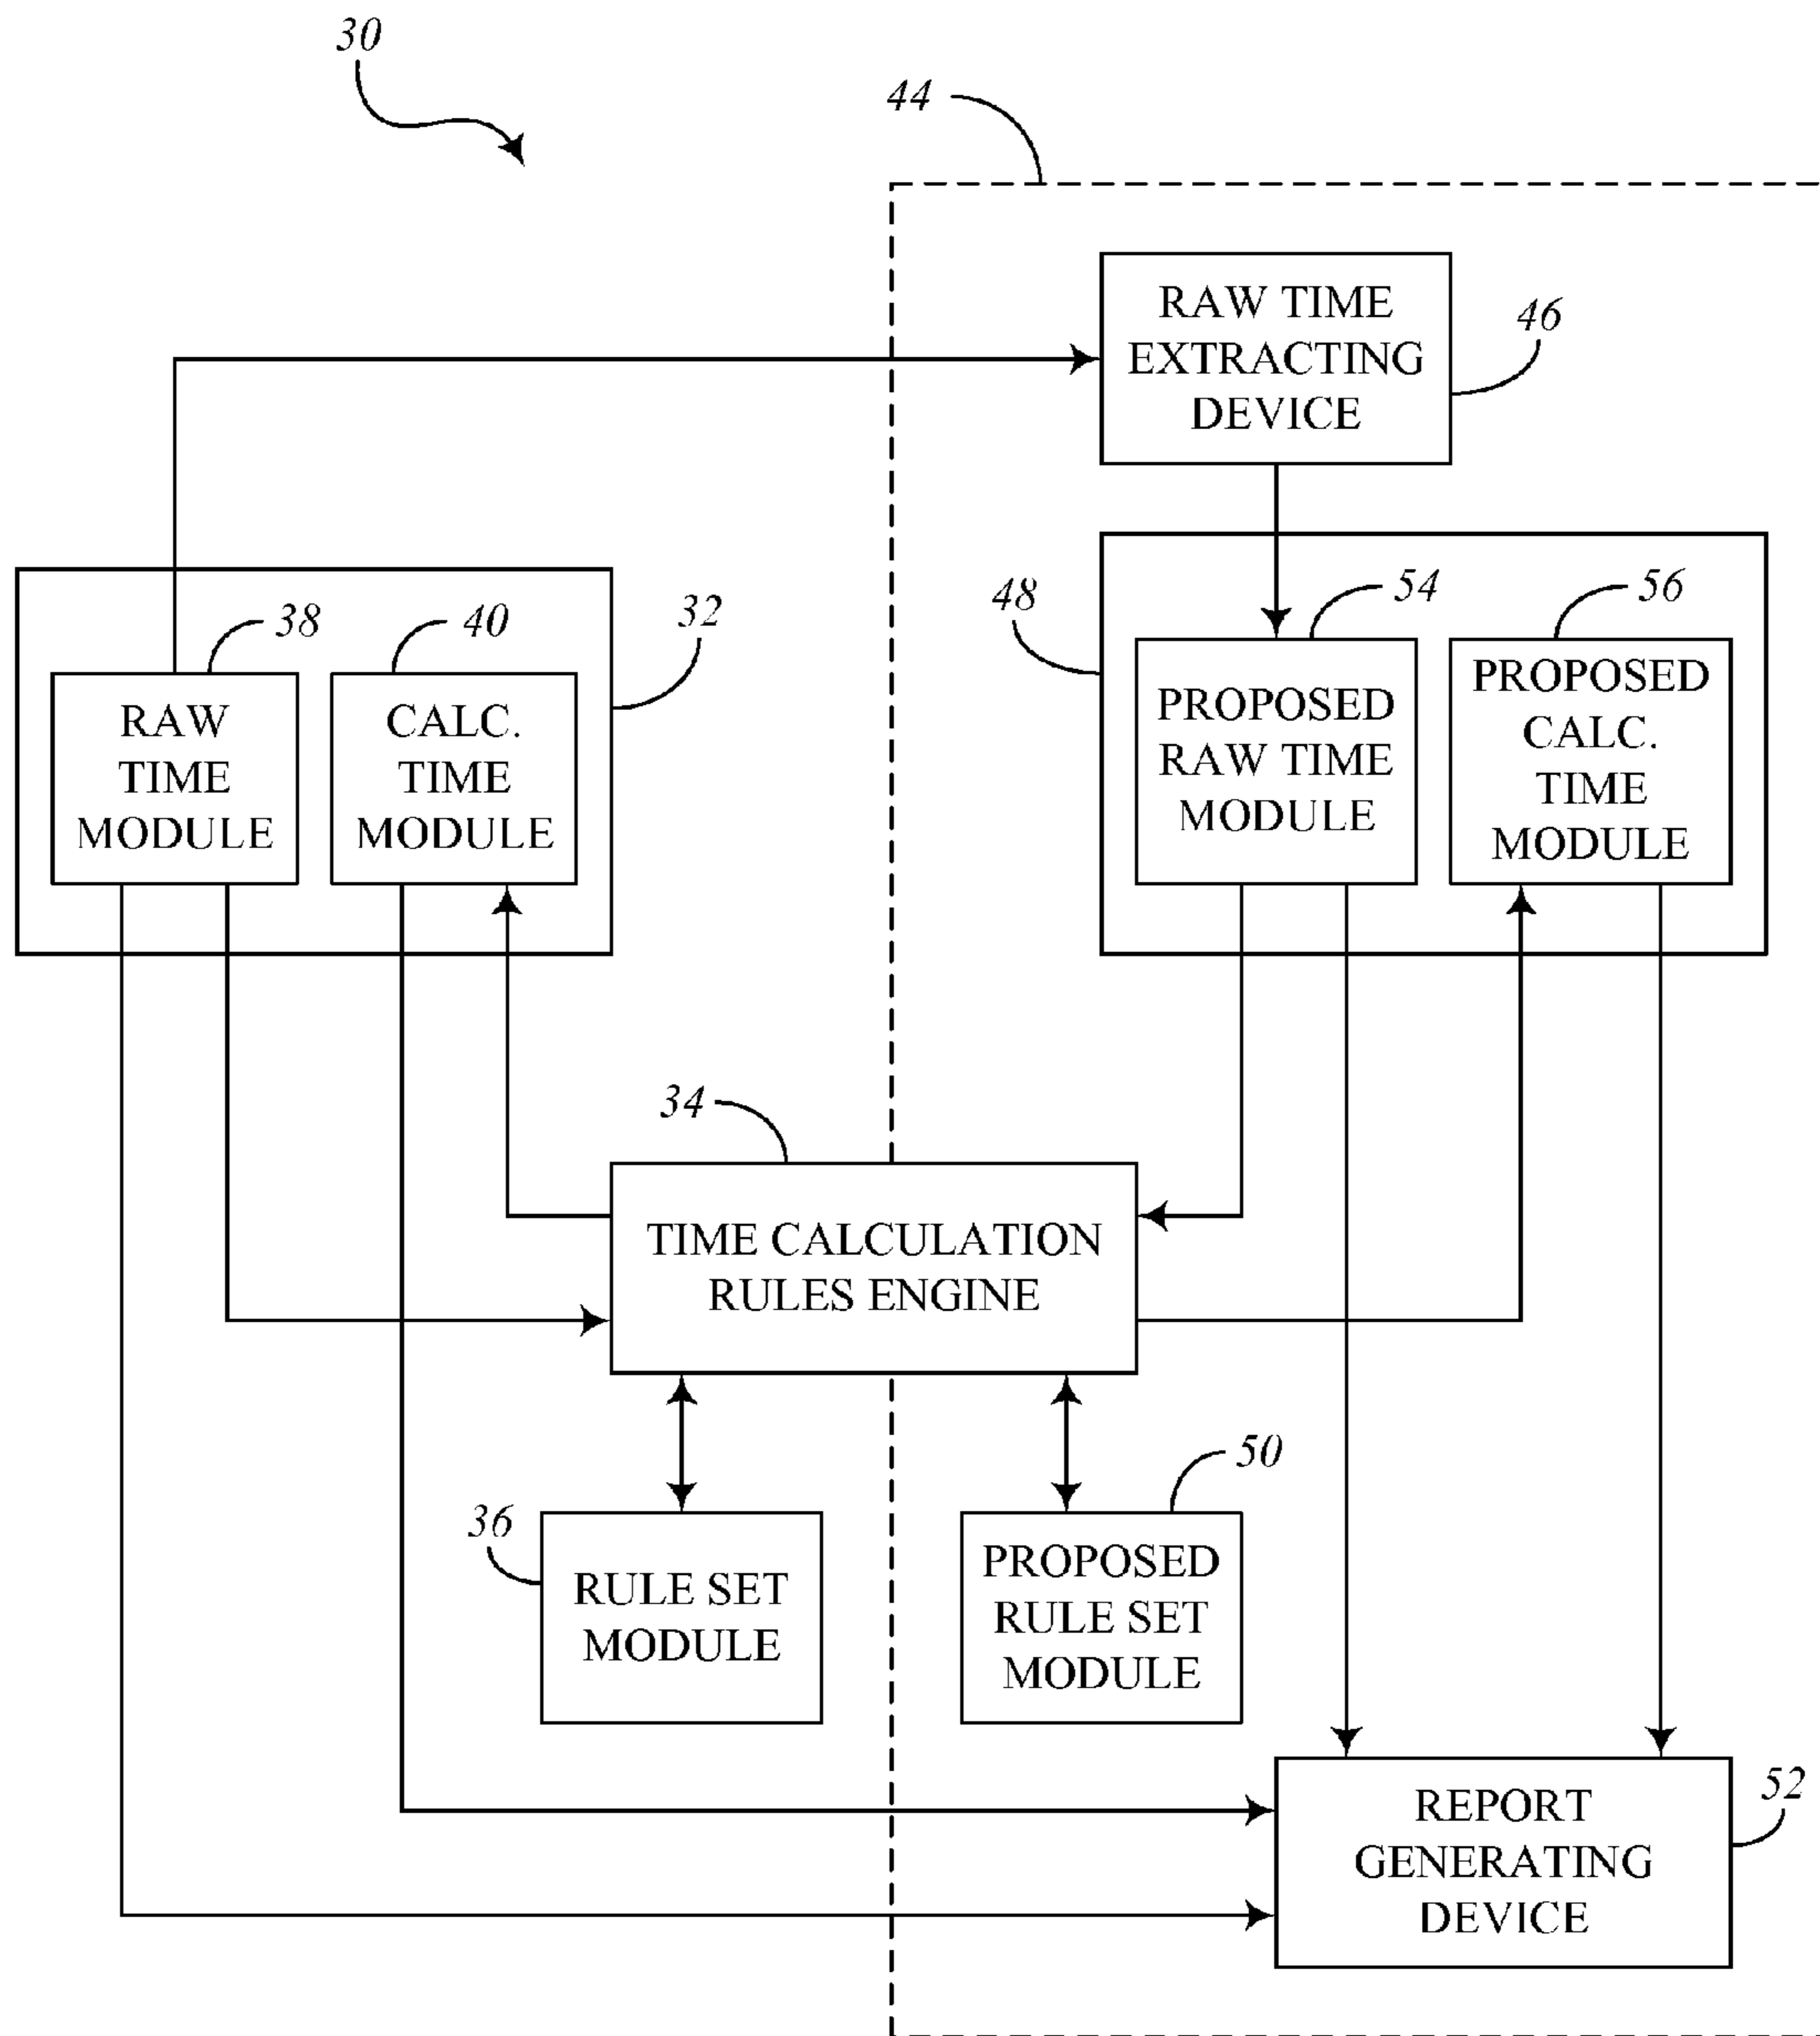 30
44
RAW TIME
EXTRACTING
DEVICE
46
38
40
32
RAW
TIME
MODULE
CALC.
TIME
MODULE
48
54
56
PROPOSED
RAW TIME
MODULE
PROPOSED
CALC.
TIME
MODULE
34
TIME CALCULATION
RULES ENGINE
36
RULE SET
MODULE
50
PROPOSED
RULE SET
MODULE
52
REPORT
GENERATING
DEVICE